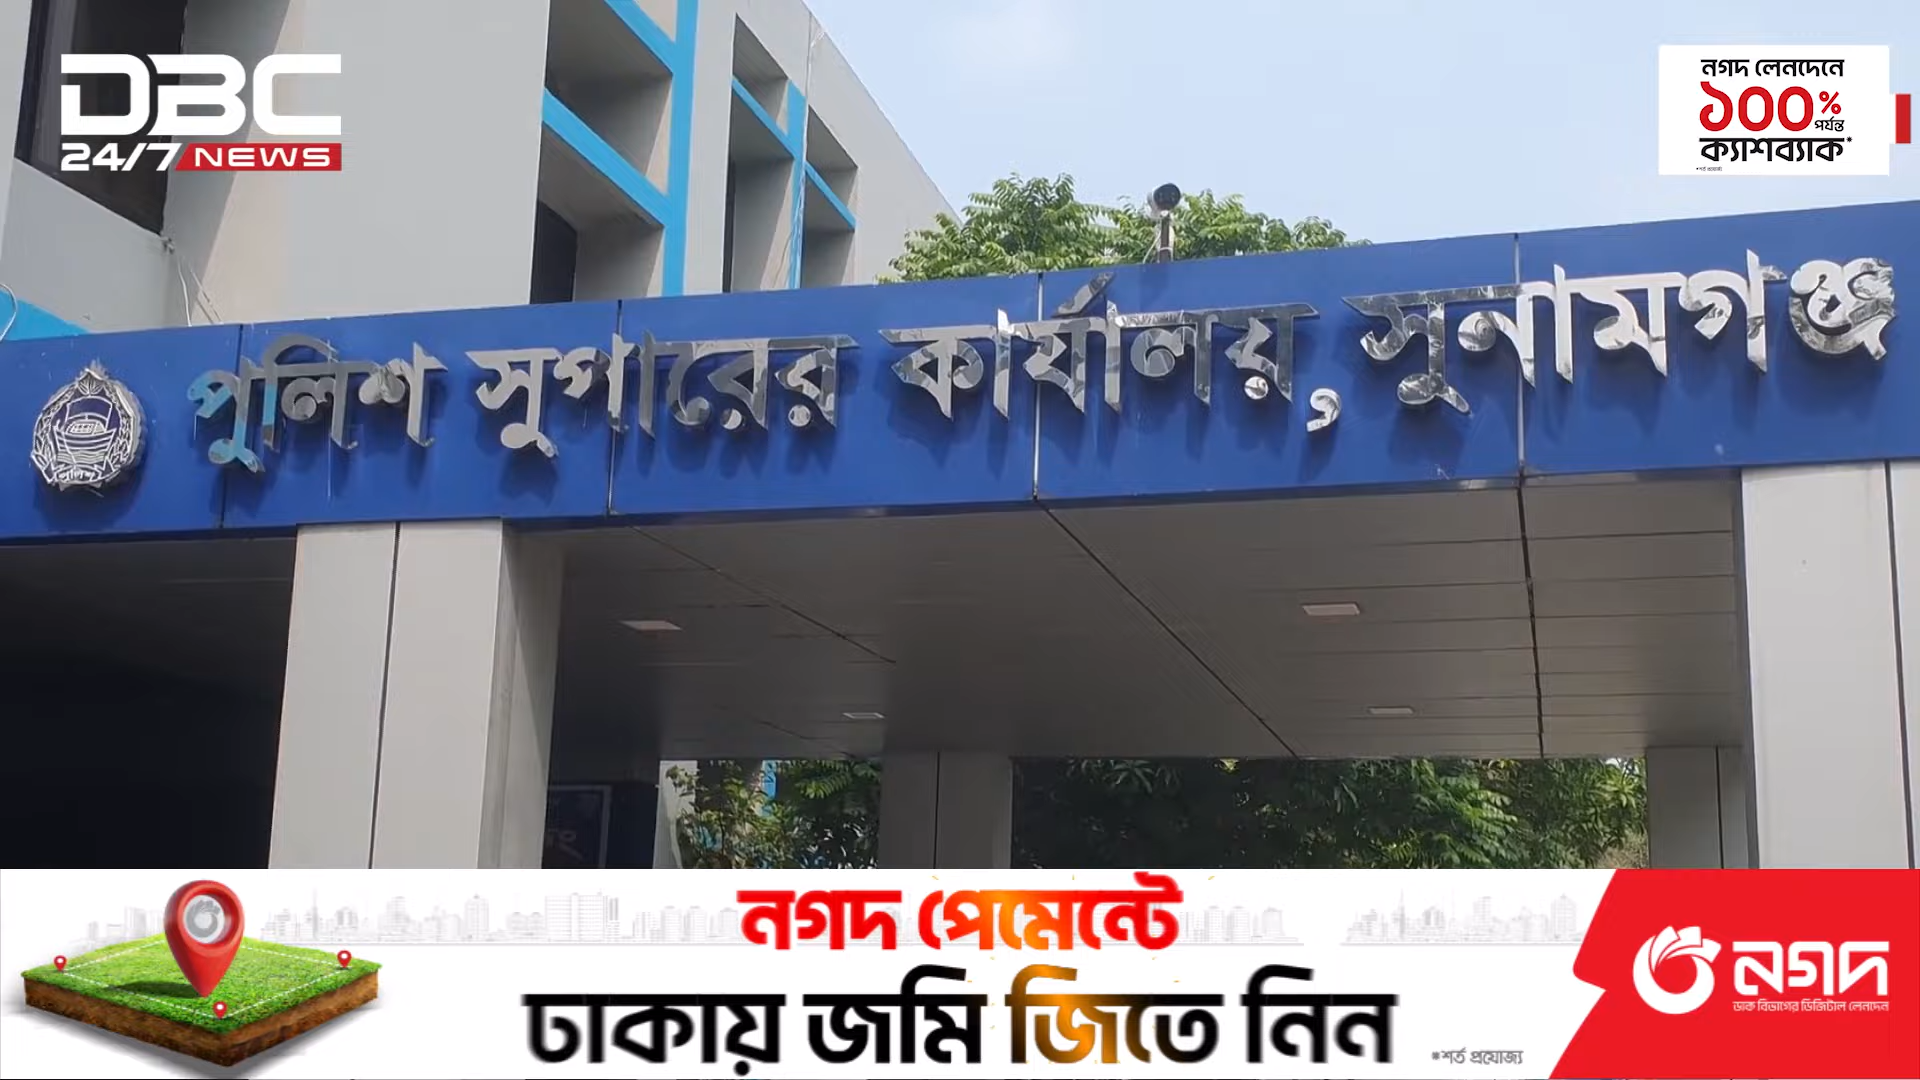 DBC
24/7 NEWS
নগদ লেনদেনে
১০০%
পর্যন্ত
ক্যাশব্যাক*
পুলিশ সুপারের কার্যালয়, সুনামগঞ্জ
পুলিশ
নগদ পেমেন্টে
ঢাকায় জমি জিতে নিন
*শর্ত প্রযোজ্য
নগদ
ডাক বিভাগের ডিজিটাল লেনদেন